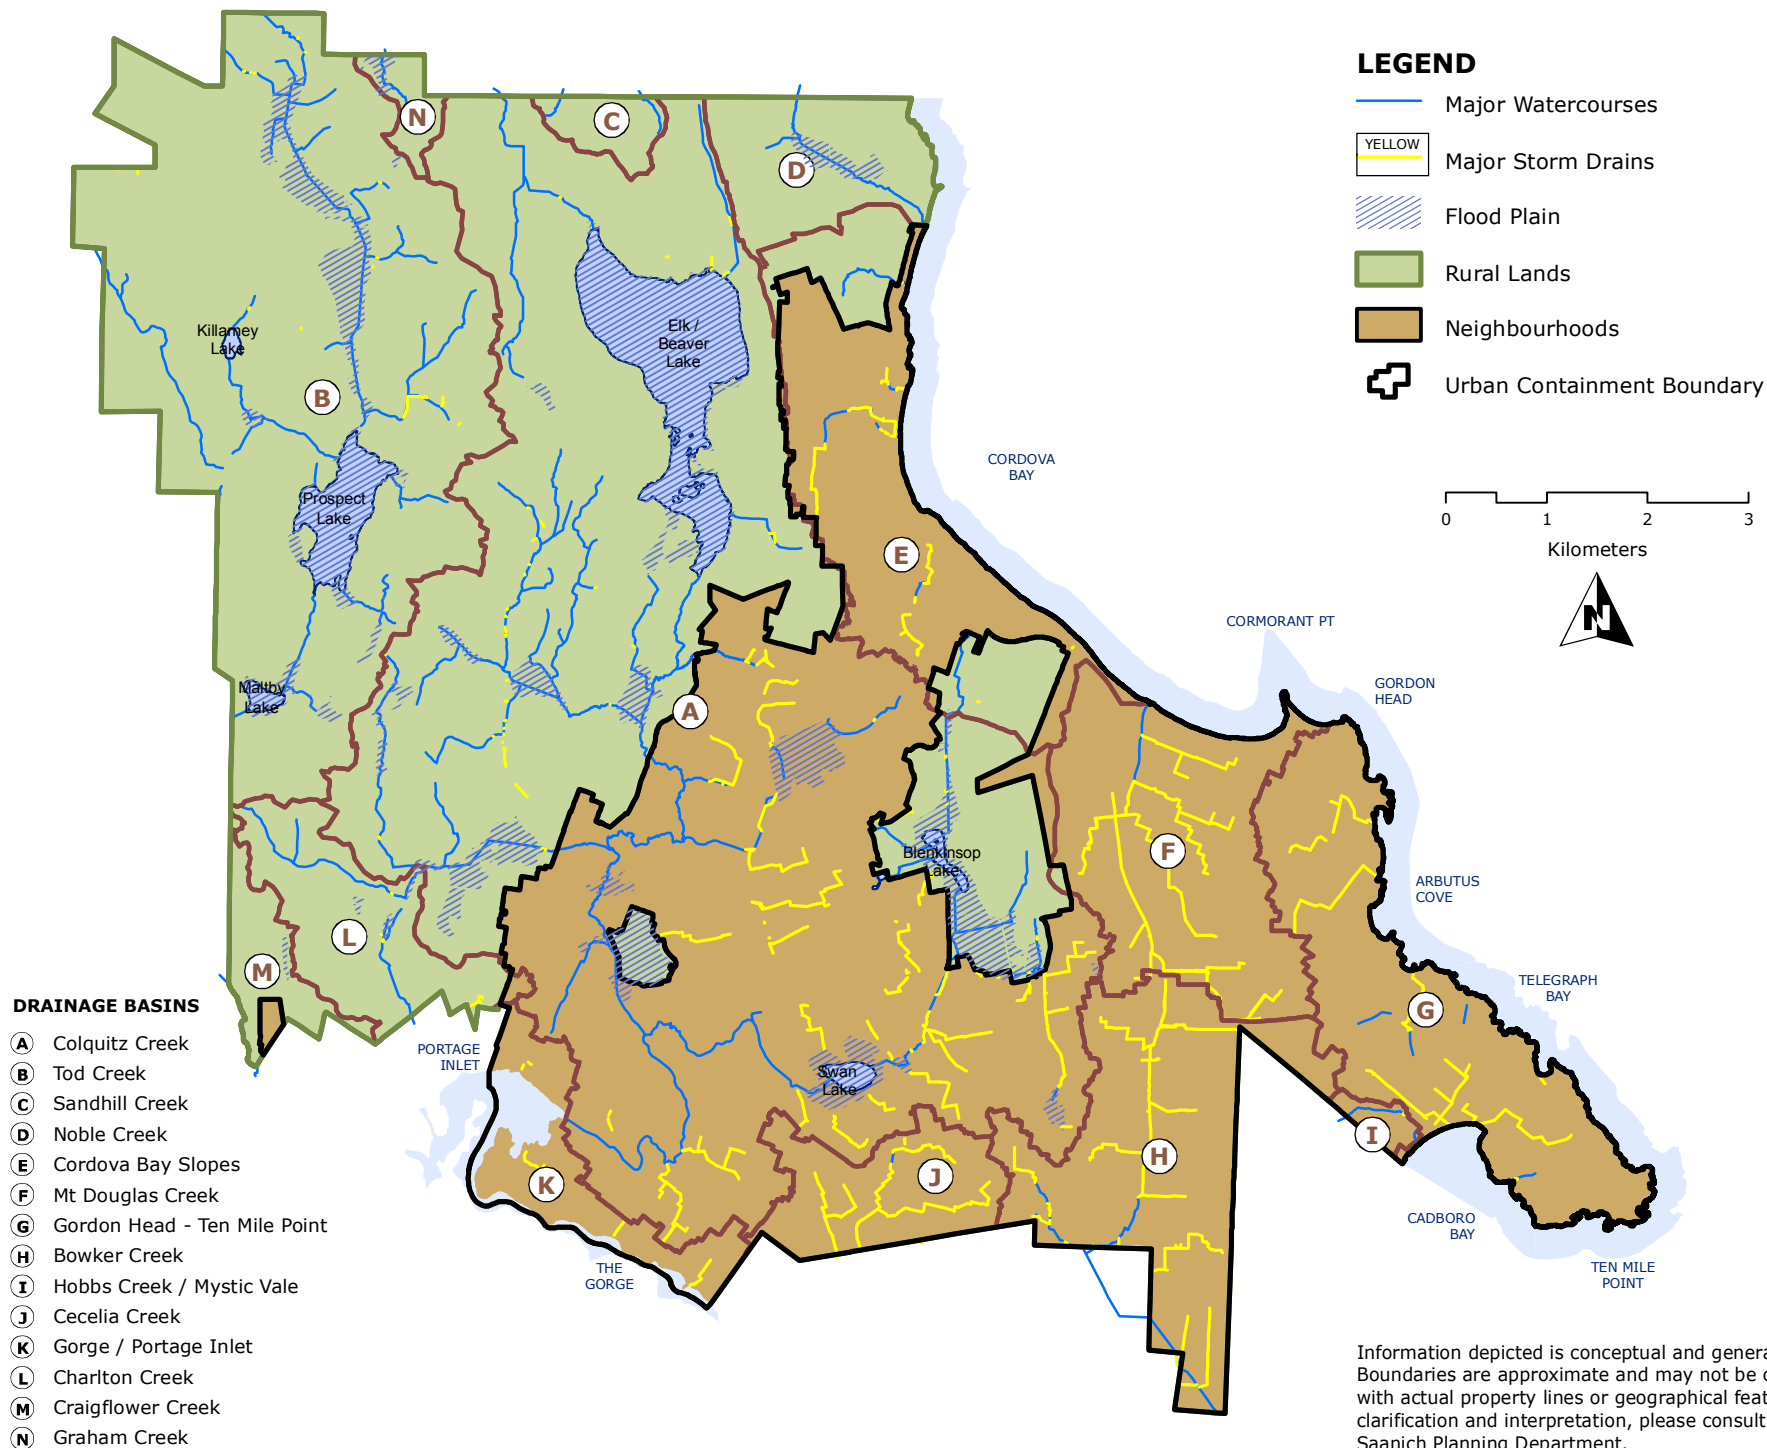 LEGEND
Major Watercourses
YELLOW
Major Storm Drains
Flood Plain
Rural Lands
Neighbourhoods
Urban Containment Boundary
0 1 2 3
Kilometers
N
N
C
D
Killarney
Lake
Elk /
Beaver
Lake
B
CORDOVA
BAY
Prospect
Lake
E
CORMORANT PT
GORDON
HEAD
Maltby
Lake
A
F
Blenkinsop
Lake
ARBUTUS
COVE
L
M
TELEGRAPH
BAY
G
PORTAGE
INLET
Swan
Lake
I
H
J
K
CADBORO
BAY
THE
GORGE
TEN MILE
POINT
DRAINAGE BASINS
A Colquitz Creek
B Tod Creek
C Sandhill Creek
D Noble Creek
E Cordova Bay Slopes
F Mt Douglas Creek
G Gordon Head - Ten Mile Point
H Bowker Creek
I Hobbs Creek / Mystic Vale
J Cecelia Creek
K Gorge / Portage Inlet
L Charlton Creek
M Craigflower Creek
N Graham Creek
Information depicted is conceptual and
Boundaries are approximate and may not be
with actual property lines or geographical
clarification and interpretation, please consult
Saanich Planning Department.